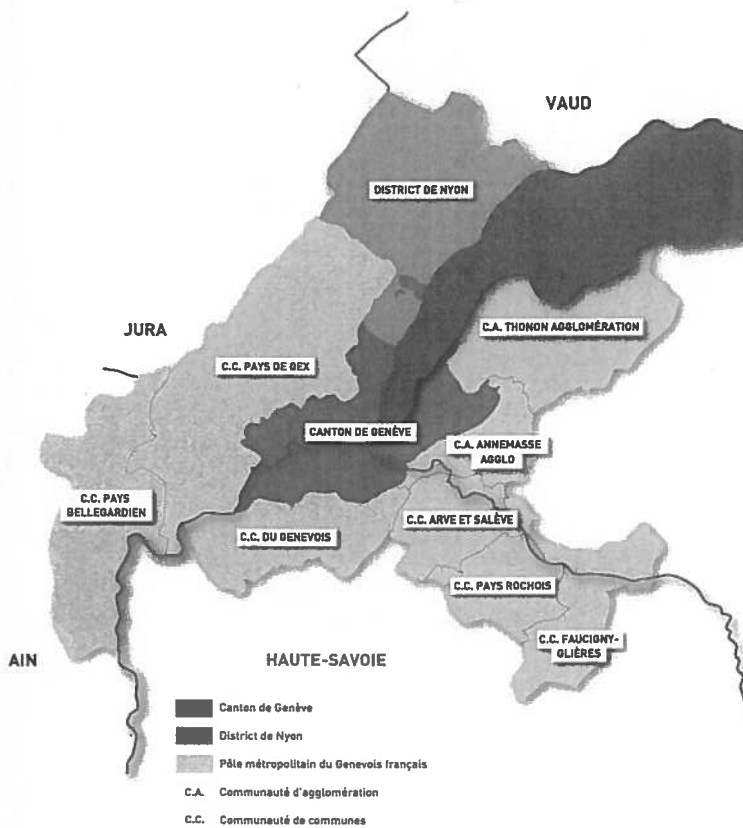 VAUD
DISTRICT DE NYON
C.A. THONON AGGLOMÉRATION
JURA
C.C. PAYS DE GEX
CANTON DE GENÈVE
C.A. ANNEMASSE
AGGLO
C.C. PAYS
BELLEGARDIEN
C.C. DU GENEVOIS
C.C. ARVE ET SALÈVE
C.C. PAYS ROCHOIS
C.C. FAUCIGNY-
GLIÈRES
AIN
HAUTE-SAVOIE
Canton de Genève
District de Nyon
Pôle métropolitain du Genevois français
C.A. Communauté d'agglomération
C.C. Communauté de communes